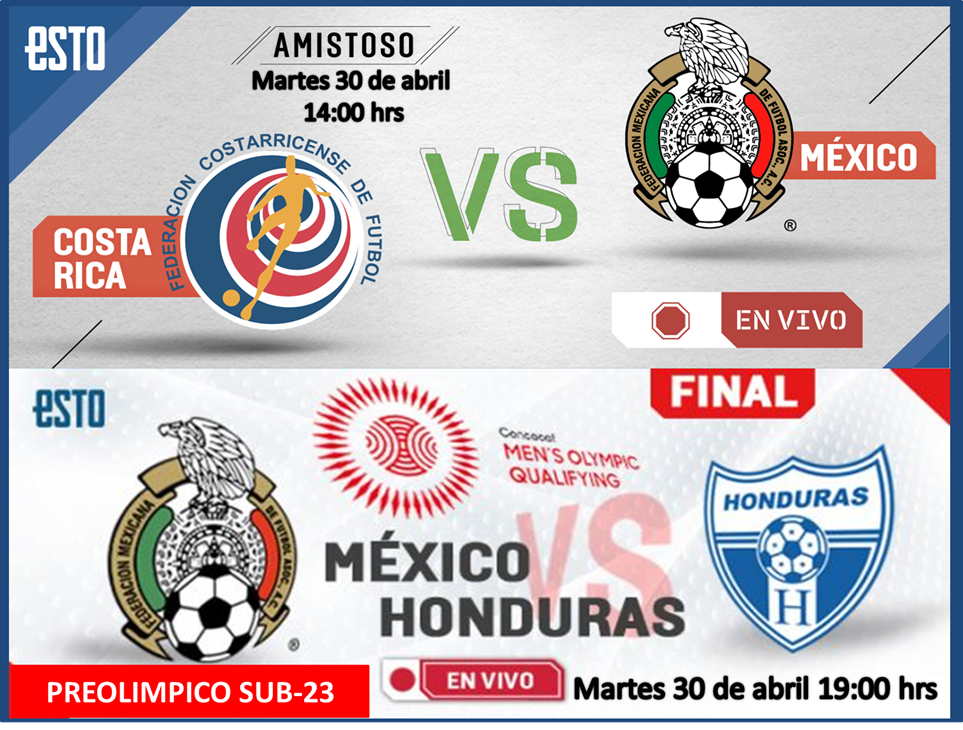 esto
AMISTOSO
Martes 30 de abril
14:00 hrs
FEDERACION COSTARRICENSE DE FUTBOL
COSTA
RICA
VS
FEDERACION MEXICANA
DE FUTBOL ASOC., A.C.
®
MÉXICO
EN VIVO
esto
FINAL
Concacaf
MEN'S OLYMPIC
QUALIFYING
VS
FEDERACION MEXICANA
DE FUTBOL ASOC., A.C.
®
MÉXICO
HONDURAS
HONDURAS
H
PREOLIMPICO SUB-23
EN VIVO
Martes 30 de abril 19:00 hrs